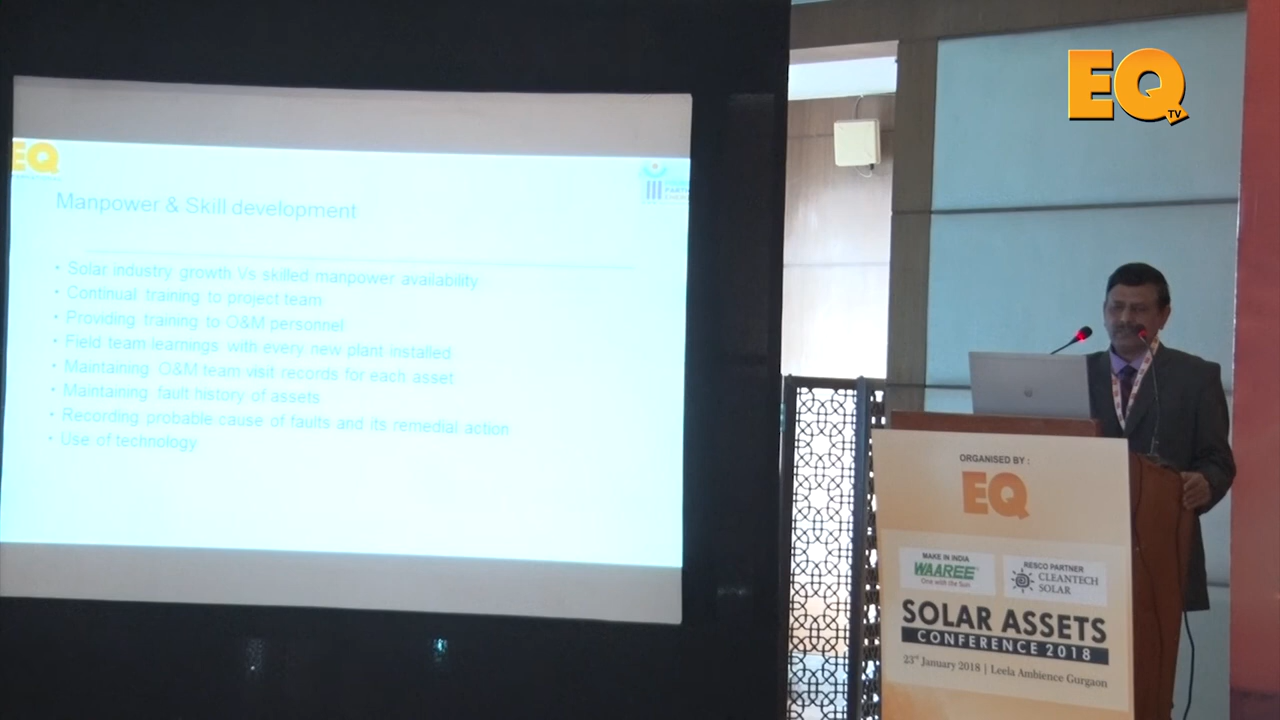 EQ
TV
EQ
Manpower & Skill development
• Solar industry growth Vs skilled manpower availability
• Continual training to project team
• Providing training to O&M personnel
• Field team learnings with every new plant installed
• Maintaining O&M team visit records for each asset
• Maintaining fault history of assets
• Recording probable cause of faults and its remedial action
• Use of technology
ORGANISED BY :
EQ
MAKE IN INDIA
WAAREE
One with the Sun
RESCO PARTNER
CLEANTECH
SOLAR
SOLAR ASSETS
CONFERENCE 2018
23rd January 2018 | Leela Ambience Gurgaon